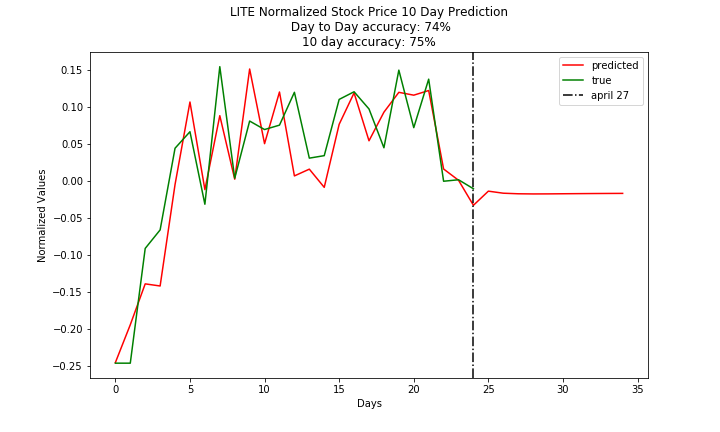 LITE Normalized Stock Price 10 Day Prediction
Day to Day accuracy: 74%
10 day accuracy: 75%
predicted
true
april 27
0.15
0.10
0.05
0.00
−0.05
−0.10
−0.15
−0.20
−0.25
Normalized Values
0 5 10 15 20 25 30 35
Days